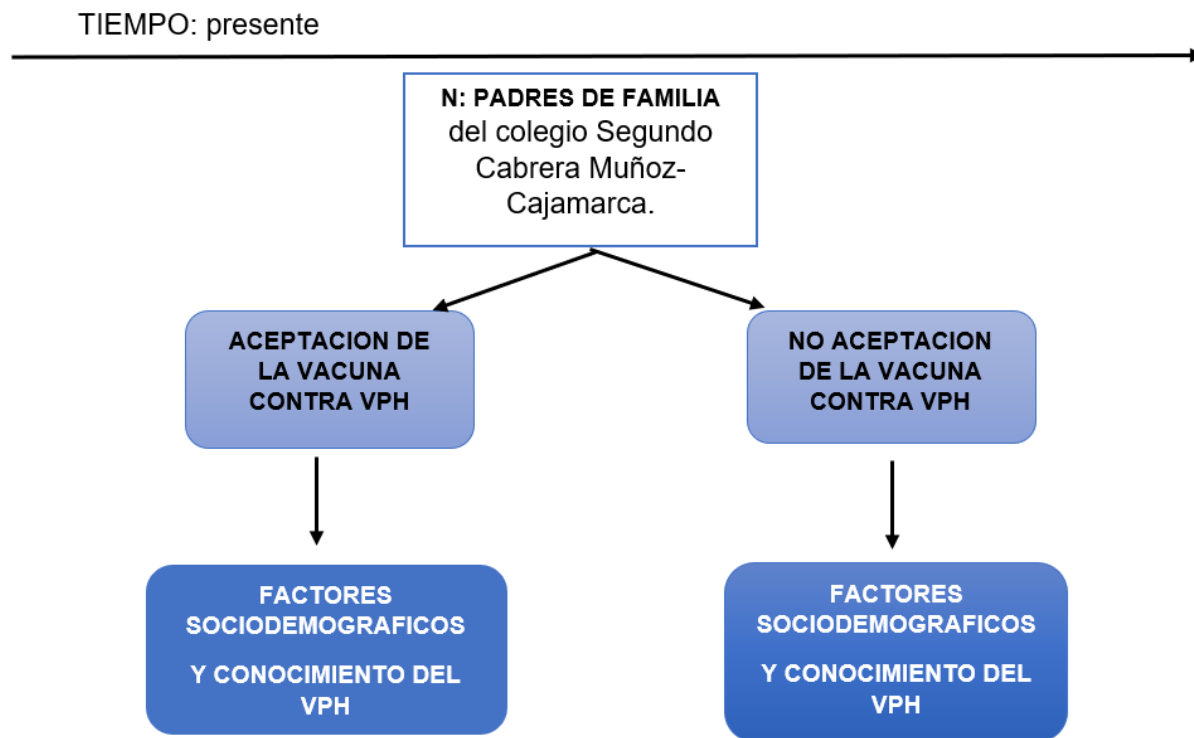 TIEMPO: presente
N: PADRES DE FAMILIA
del colegio Segundo
Cabrera Muñoz-
Cajamarca.
ACEPTACION DE
LA VACUNA
CONTRA VPH
NO ACEPTACION
DE LA VACUNA
CONTRA VPH
FACTORES
SOCIODEMOGRAFICOS
Y CONOCIMIENTO DEL
VPH
FACTORES
SOCIODEMOGRAFICOS
Y CONOCIMIENTO DEL
VPH